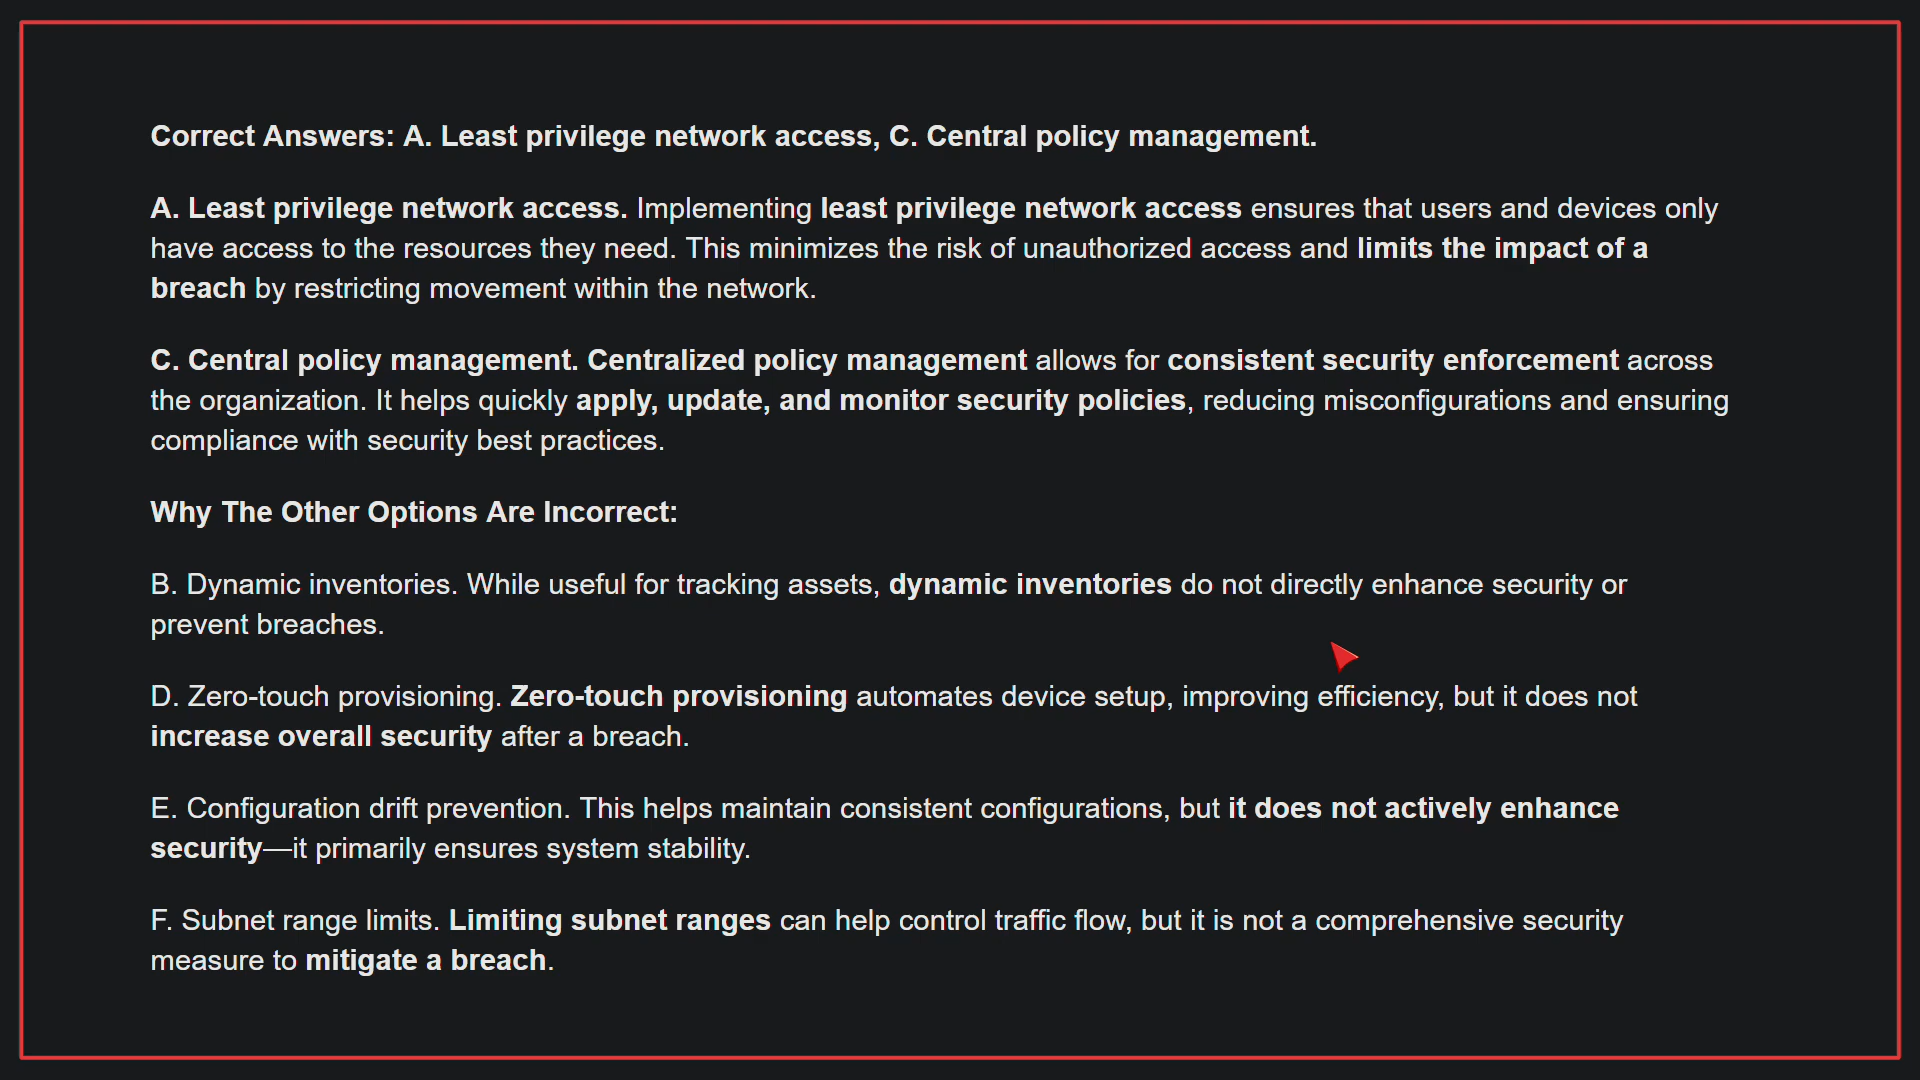 Correct Answers: A. Least privilege network access, C. Central policy management.
A. Least privilege network access. Implementing least privilege network access ensures that users and devices only
have access to the resources they need. This minimizes the risk of unauthorized access and limits the impact of a
breach by restricting movement within the network.
C. Central policy management. Centralized policy management allows for consistent security enforcement across
the organization. It helps quickly apply, update, and monitor security policies, reducing misconfigurations and ensuring
compliance with security best practices.
Why The Other Options Are Incorrect:
B. Dynamic inventories. While useful for tracking assets, dynamic inventories do not directly enhance security or
prevent breaches.
D. Zero-touch provisioning. Zero-touch provisioning automates device setup, improving efficiency, but it does not
increase overall security after a breach.
E. Configuration drift prevention. This helps maintain consistent configurations, but it does not actively enhance
security—it primarily ensures system stability.
F. Subnet range limits. Limiting subnet ranges can help control traffic flow, but it is not a comprehensive security
measure to mitigate a breach.